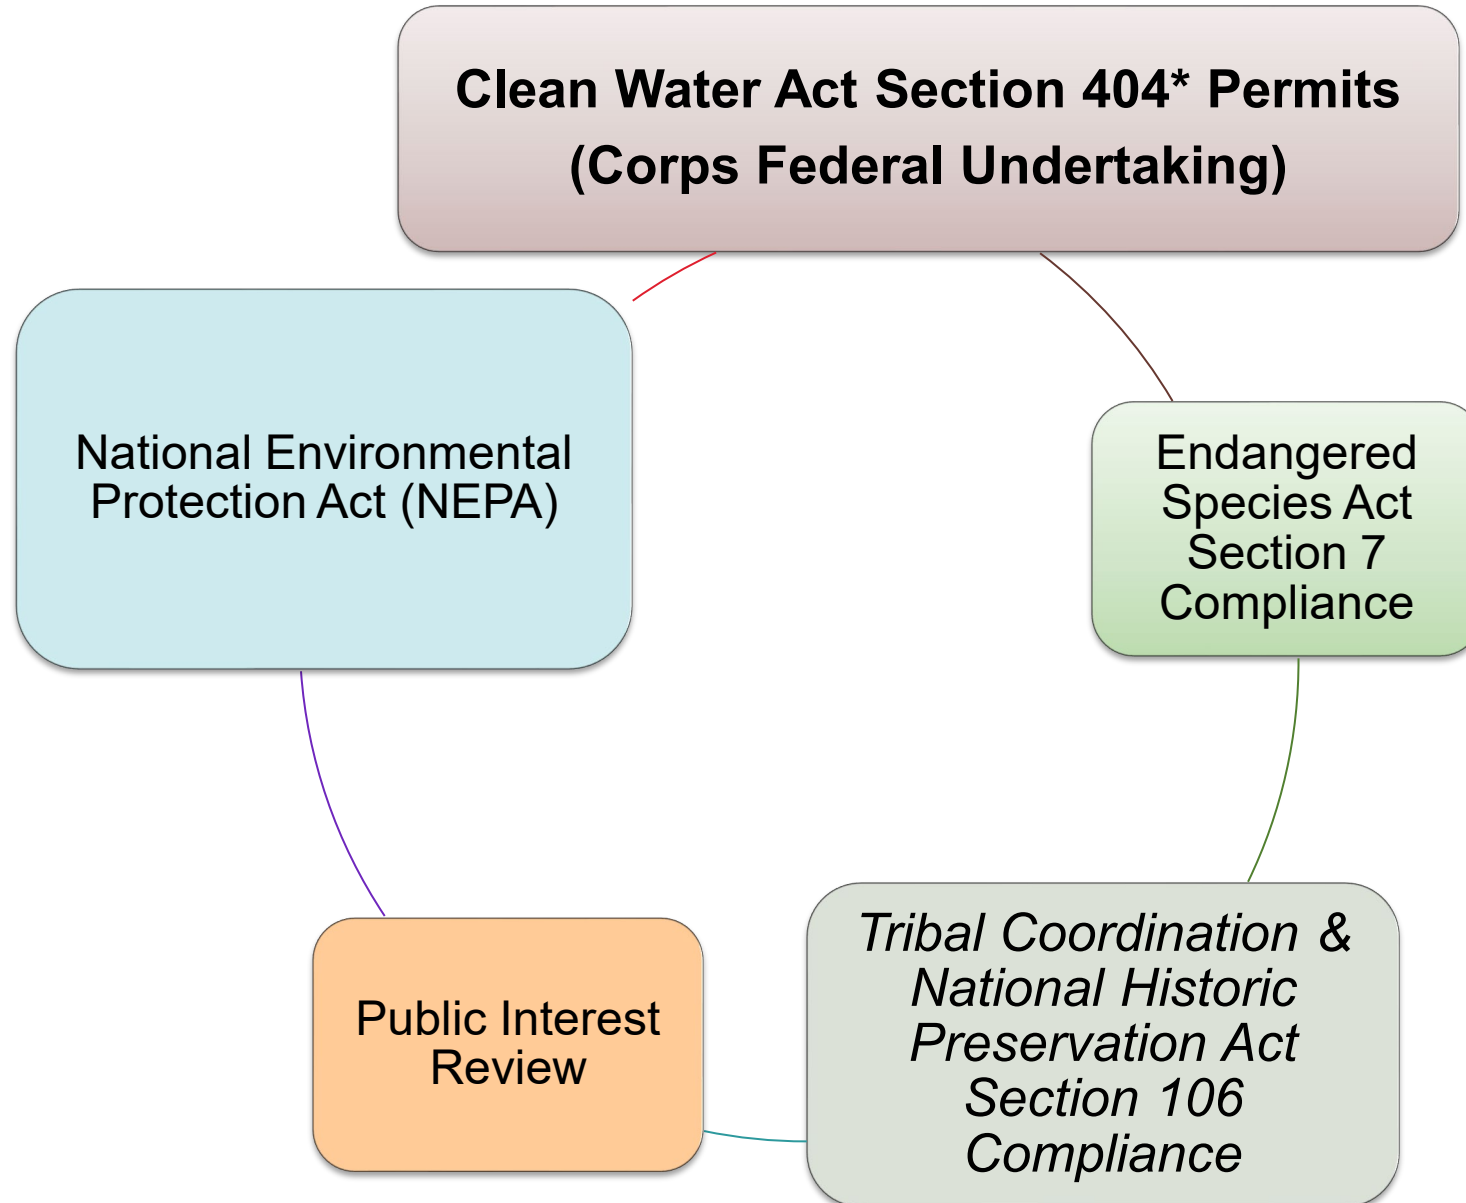 Clean Water Act Section 404* Permits
(Corps Federal Undertaking)
National Environmental
Protection Act (NEPA)
Endangered
Species Act
Section 7
Compliance
Public Interest
Review
Tribal Coordination &
National Historic
Preservation Act
Section 106
Compliance